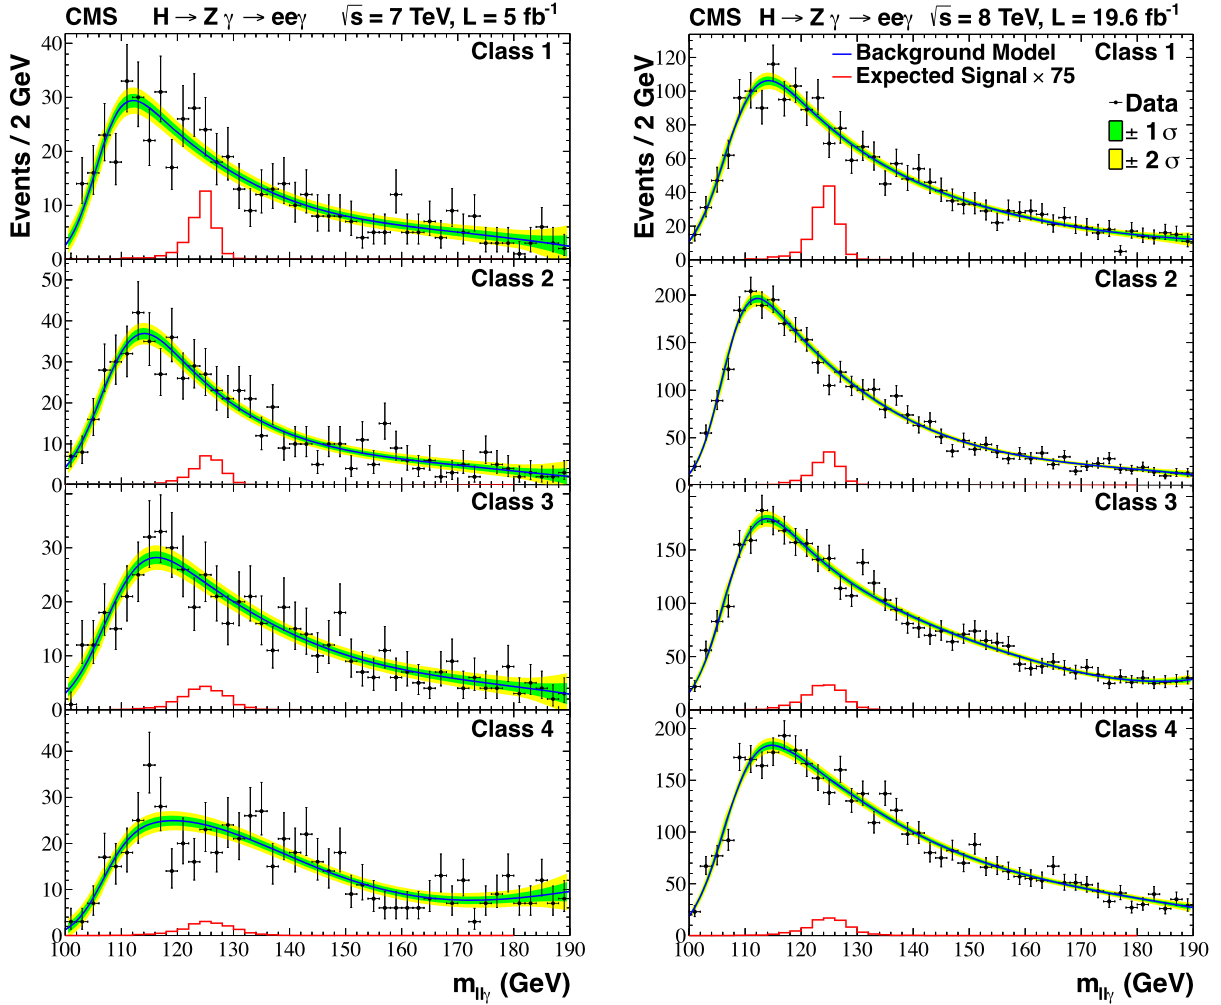 CMS H → Z γ → eeγ √s = 7 TeV, L = 5 fb⁻¹
Events / 2 GeV
Class 1
40
30
20
10
0
Class 2
50
40
30
20
10
0
Class 3
30
20
10
0
Class 4
40
30
20
10
0
100 110 120 130 140 150 160 170 180 190
m_llγ (GeV)
CMS H → Z γ → eeγ √s = 8 TeV, L = 19.6 fb⁻¹
Events / 2 GeV
Background Model
Expected Signal × 75
Class 1
Data
± 1 σ
± 2 σ
120
100
80
60
40
20
0
Class 2
200
150
100
50
0
Class 3
150
100
50
0
Class 4
200
150
100
50
0
100 110 120 130 140 150 160 170 180 190
m_llγ (GeV)